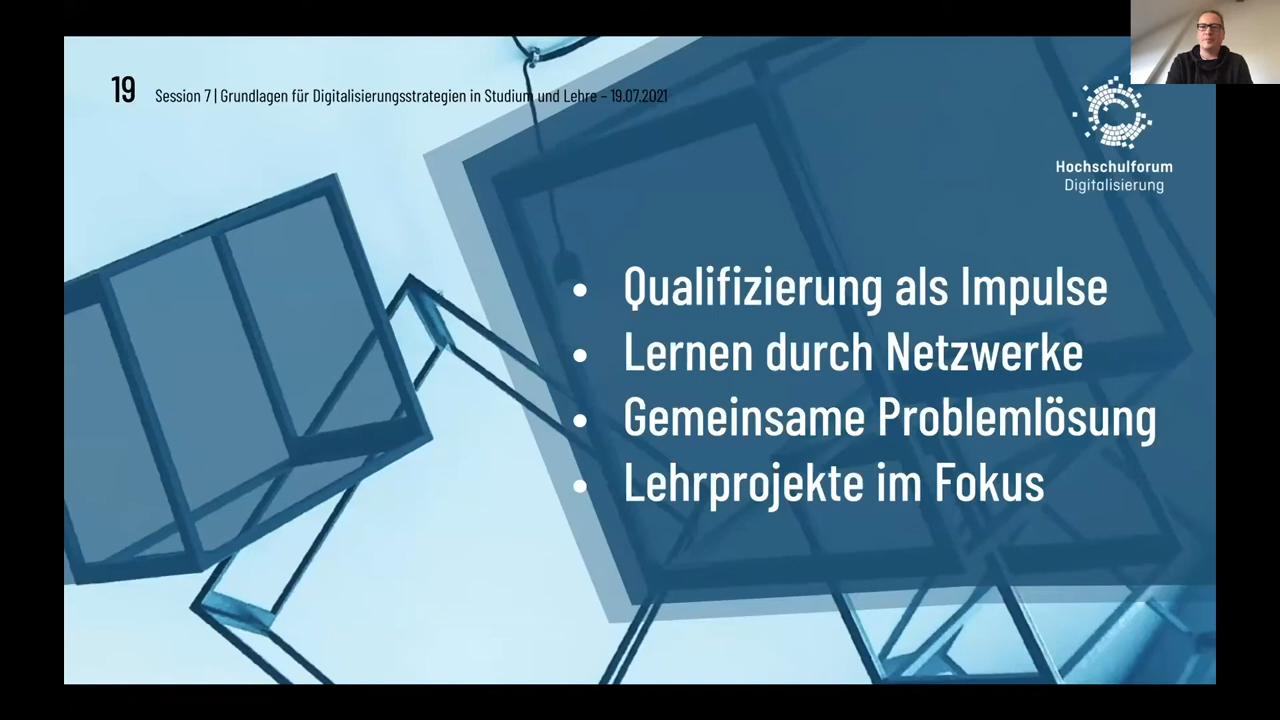 19
Session 7 | Grundlagen für Digitalisierungsstrategien in Studium und Lehre – 19.07.2021
Hochschulforum
Digitalisierung
• Qualifizierung als Impulse
• Lernen durch Netzwerke
• Gemeinsame Problemlösung
• Lehrprojekte im Fokus